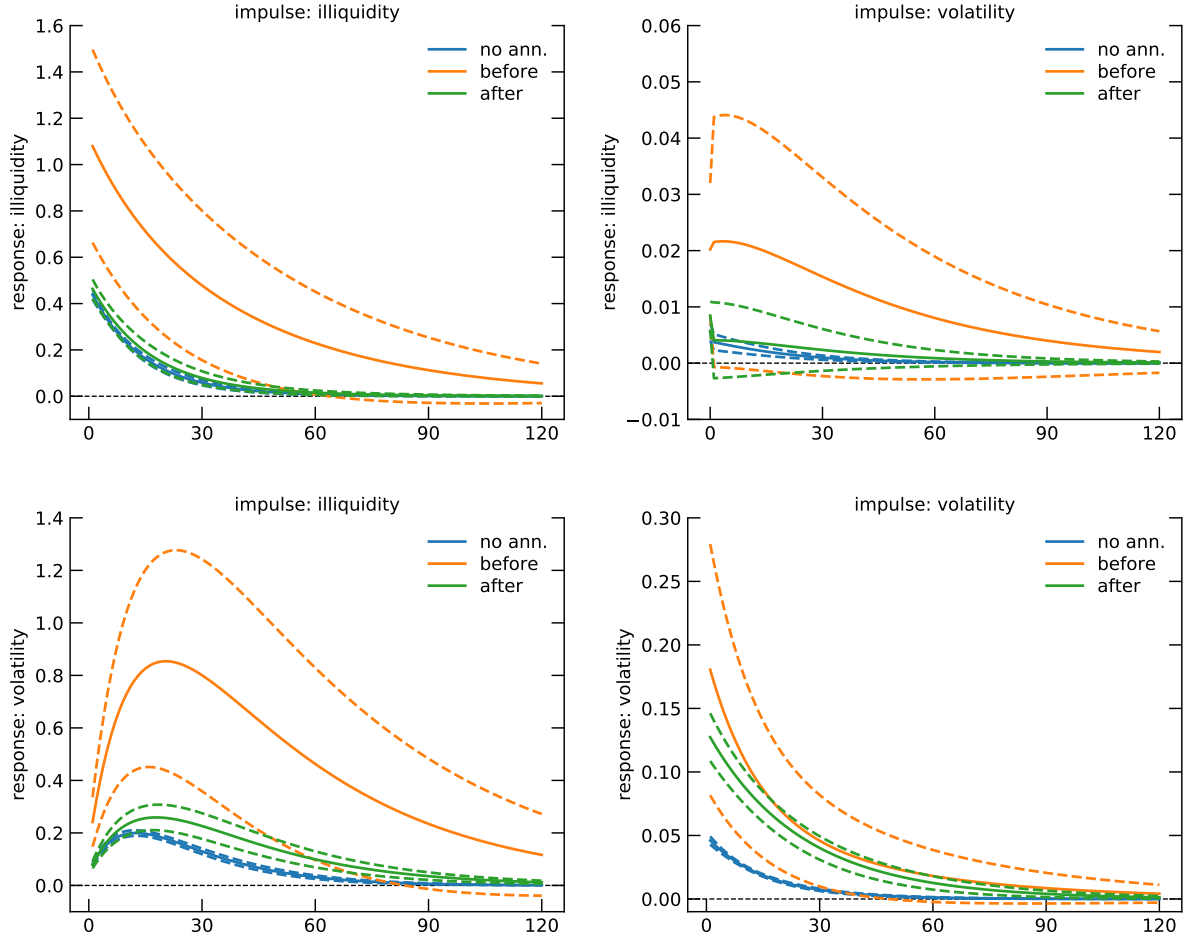 impulse: illiquidity
1.6
1.4
1.2
1.0
0.8
0.6
0.4
0.2
0.0
response: illiquidity
no ann.
before
after
0 30 60 90 120
impulse: volatility
0.06
0.05
0.04
0.03
0.02
0.01
0.00
−0.01
response: illiquidity
no ann.
before
after
0 30 60 90 120
impulse: illiquidity
1.4
1.2
1.0
0.8
0.6
0.4
0.2
0.0
response: volatility
no ann.
before
after
0 30 60 90 120
impulse: volatility
0.30
0.25
0.20
0.15
0.10
0.05
0.00
response: volatility
no ann.
before
after
0 30 60 90 120